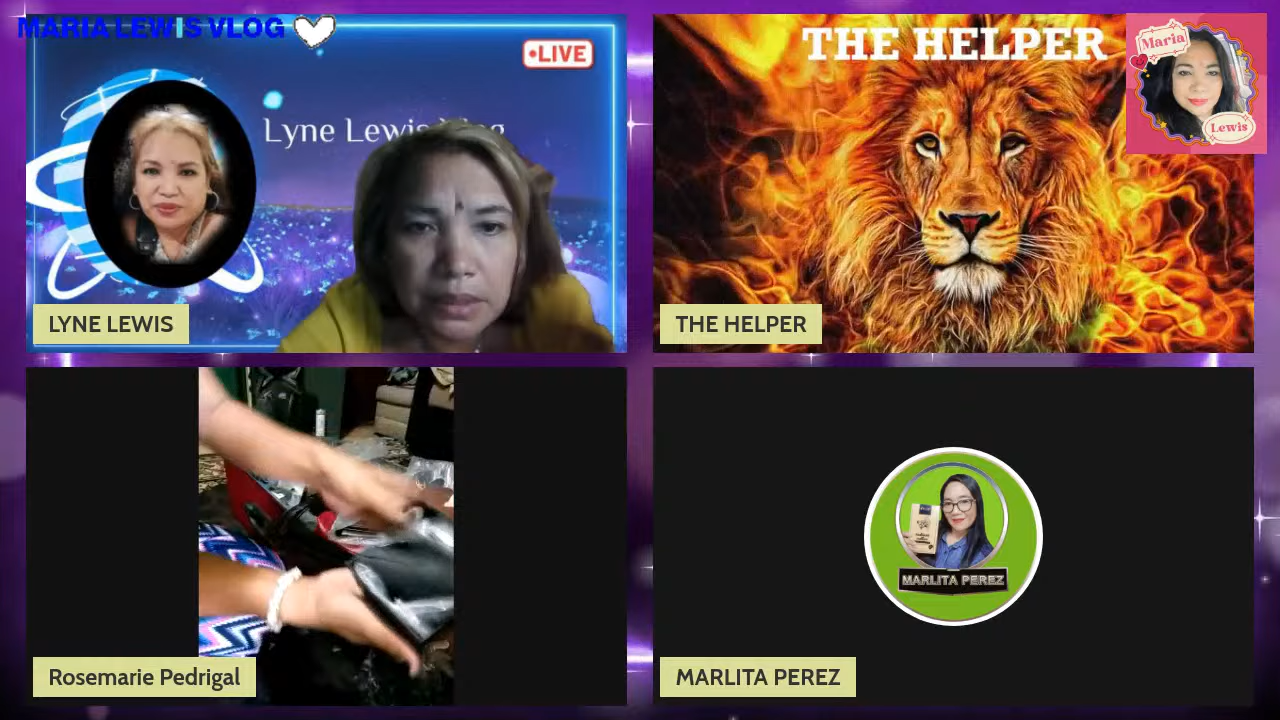 MARIA LEWIS VLOG
•LIVE
Lyne Lewis Vlog
LYNE LEWIS
THE HELPER
Maria
Lewis
THE HELPER
Rosemarie Pedrigal
MARLITA PEREZ
MARLITA PEREZ